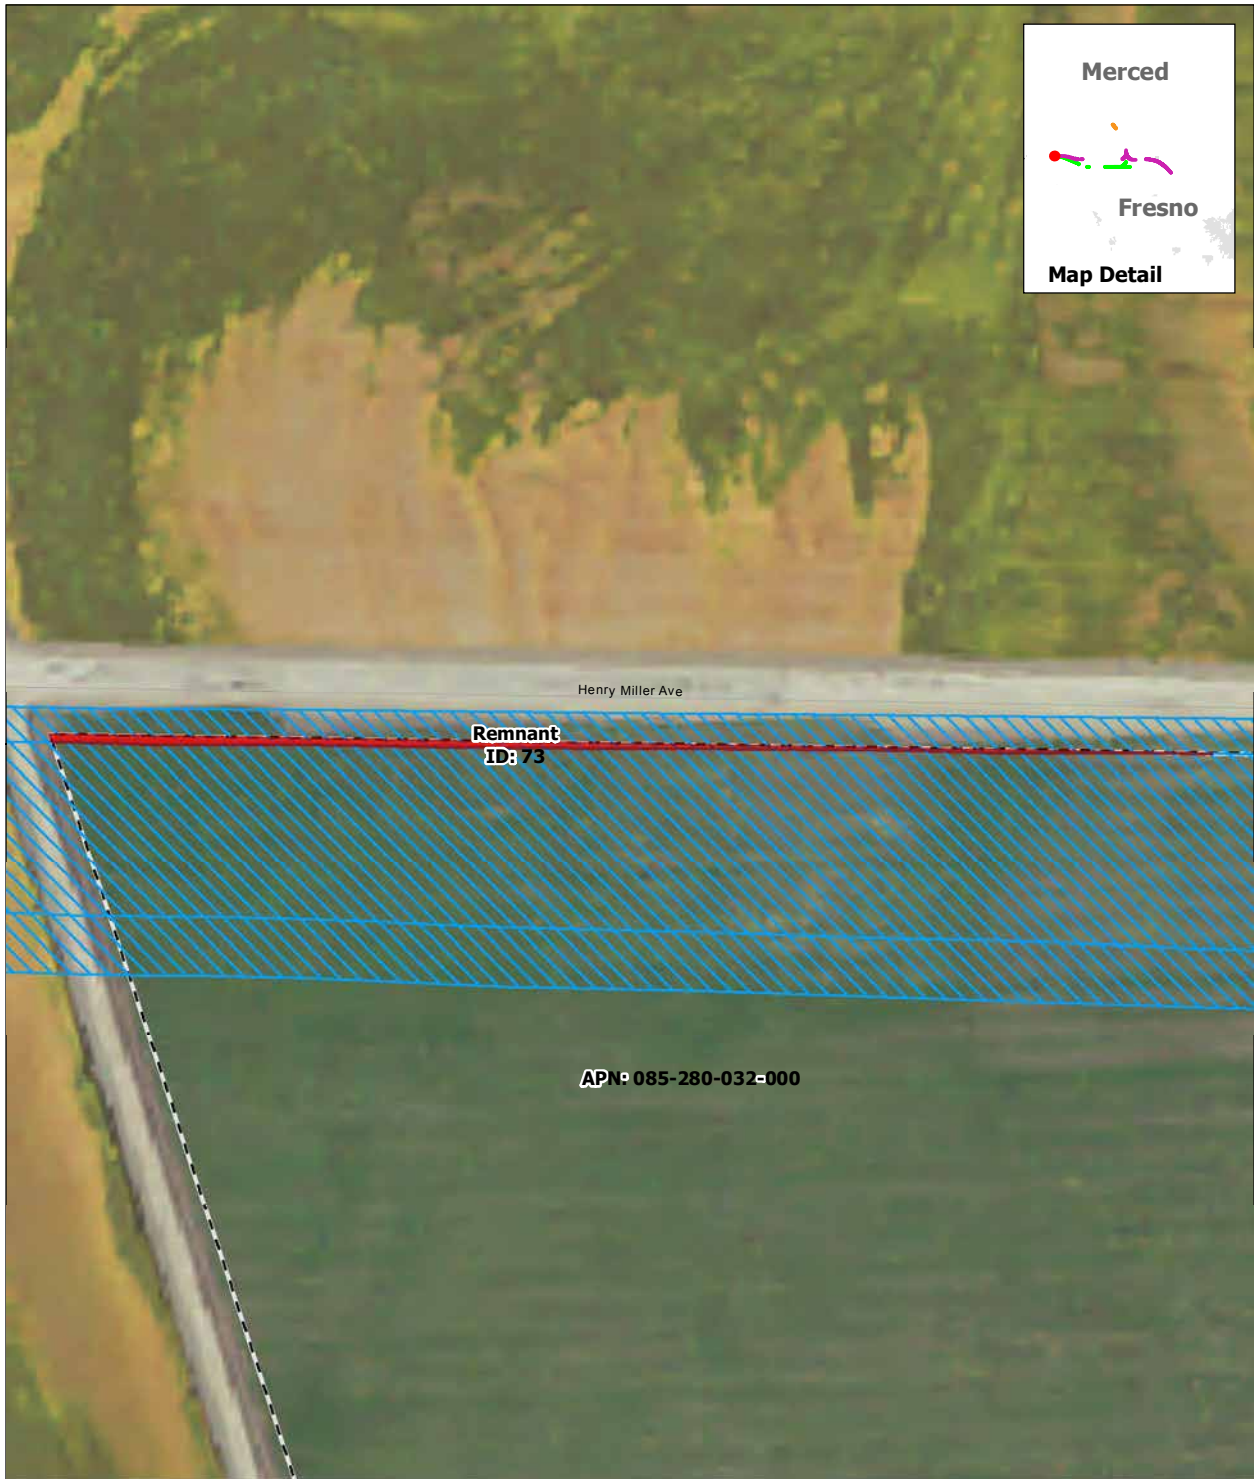 Merced
Fresno
Map Detail
Henry Miller Ave
Remnant
ID: 73
APN: 085-280-032-000